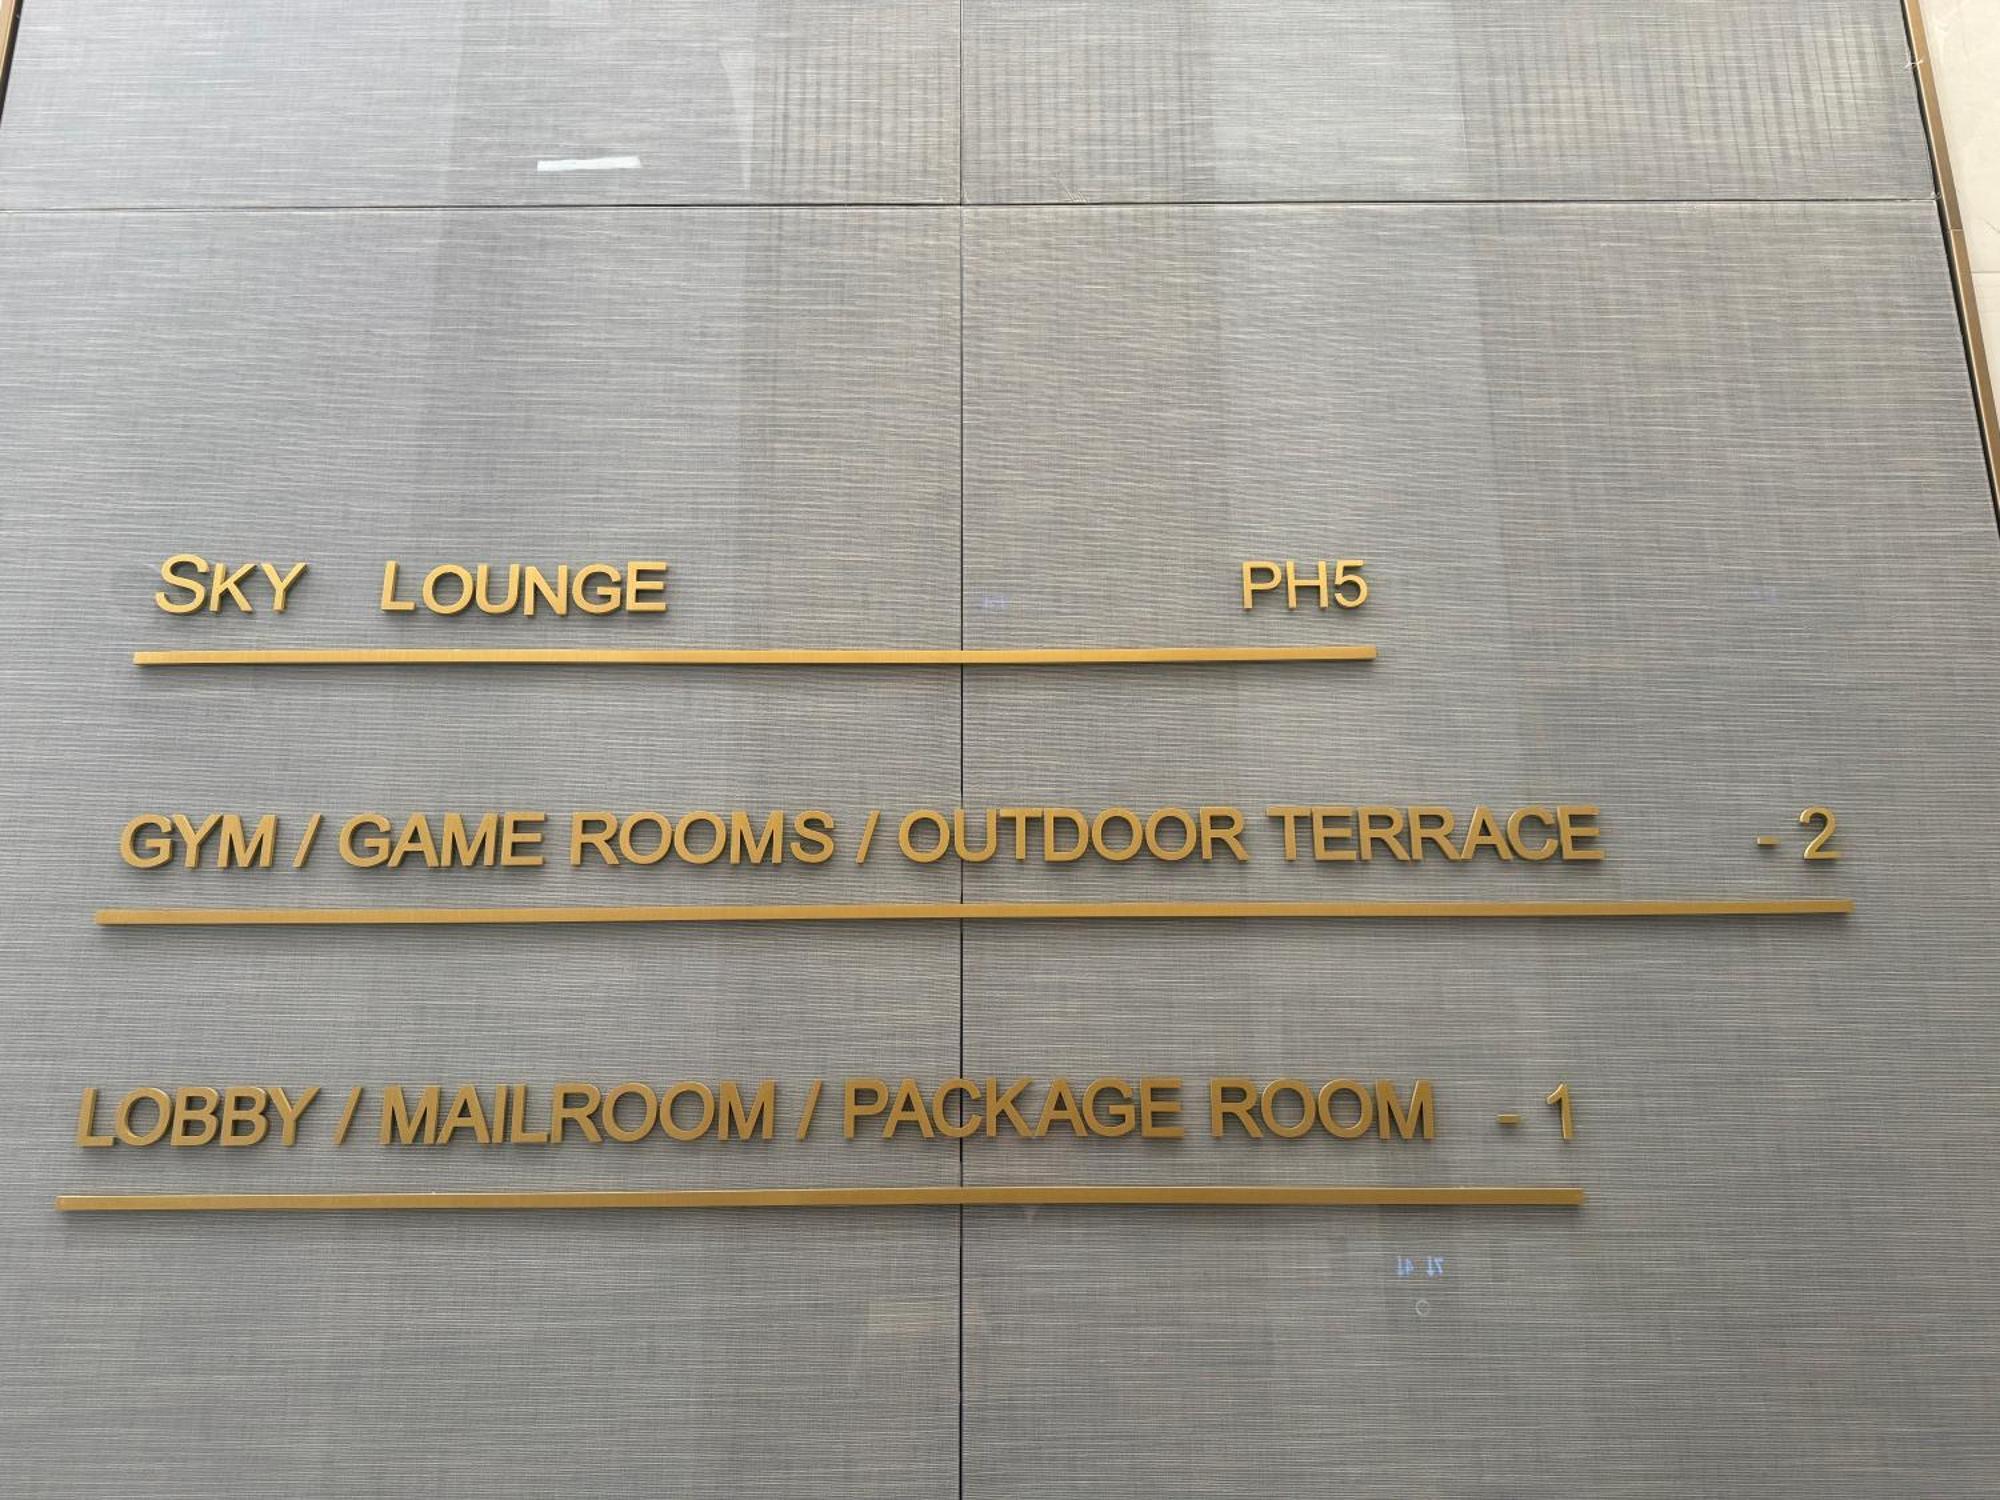 SKY LOUNGE PH5
GYM / GAME ROOMS / OUTDOOR TERRACE - 2
LOBBY / MAILROOM / PACKAGE ROOM - 1